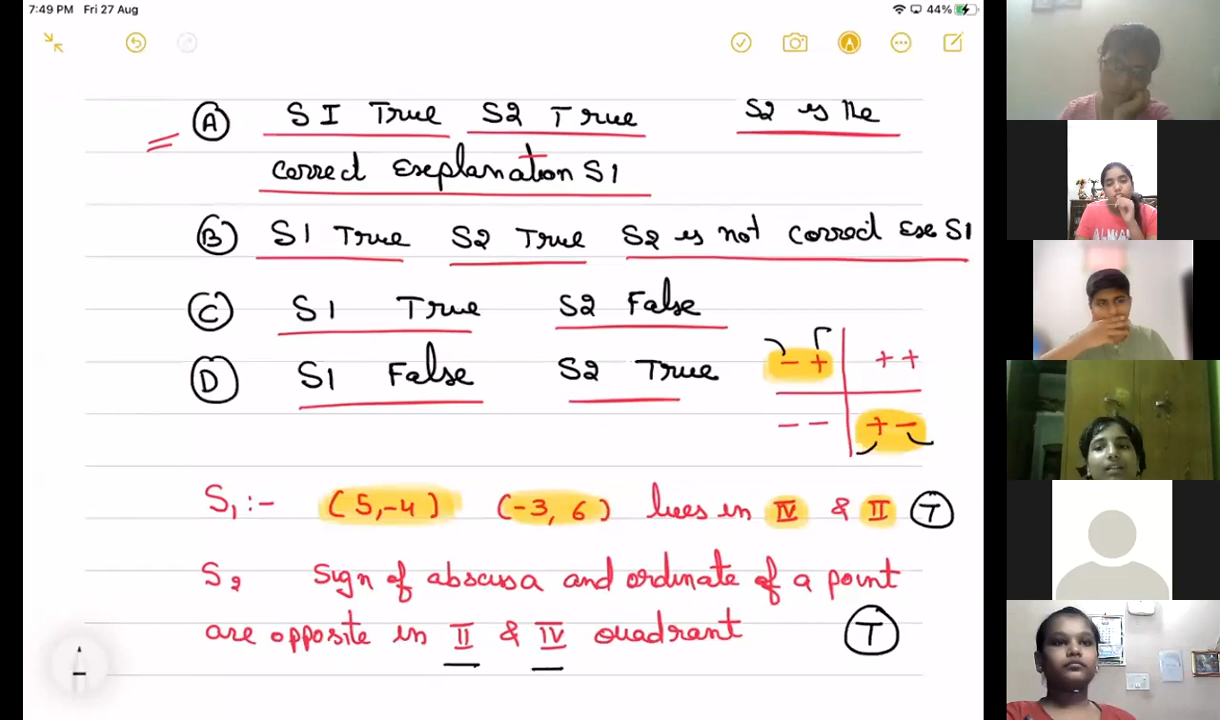 7:49 PM Fri 27 Aug
44%
A SI True S2 True S2 is the
correct Explanation S1
B S1 True S2 True S2 is not correct Exe S1
C S1 True S2 False
D S1 False S2 True
- + + +
- - + -
S1:- (5,-4) (-3, 6) lies in IV & II T
S2 Sign of abscissa and ordinate of a point
are opposite in II & IV quadrant T